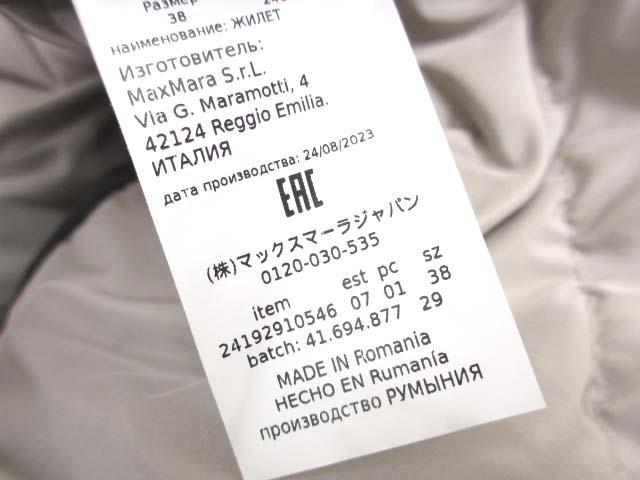 Размер
38
наименование: ЖИЛЕТ
Изготовитель:
MaxMara S.r.L.
Via G. Maramotti, 4
42124 Reggio Emilia.
ИТАЛИЯ
дата производства: 24/08/2023
EAC
(株)マックスマーラジャパン
0120-030-535
item est pc sz
24192910546 07 01 38
batch: 41.694.877 29
MADE IN Romania
HECHO EN Rumanía
производство РУМЫНИЯ